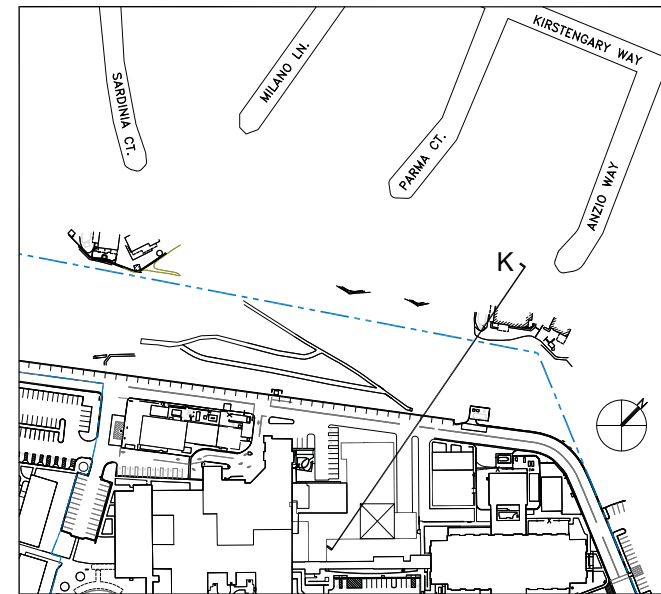 KIRSTENGARY WAY
SARDINIA CT.
MILANO LN.
PARMA CT.
ANZIO WAY
K
N